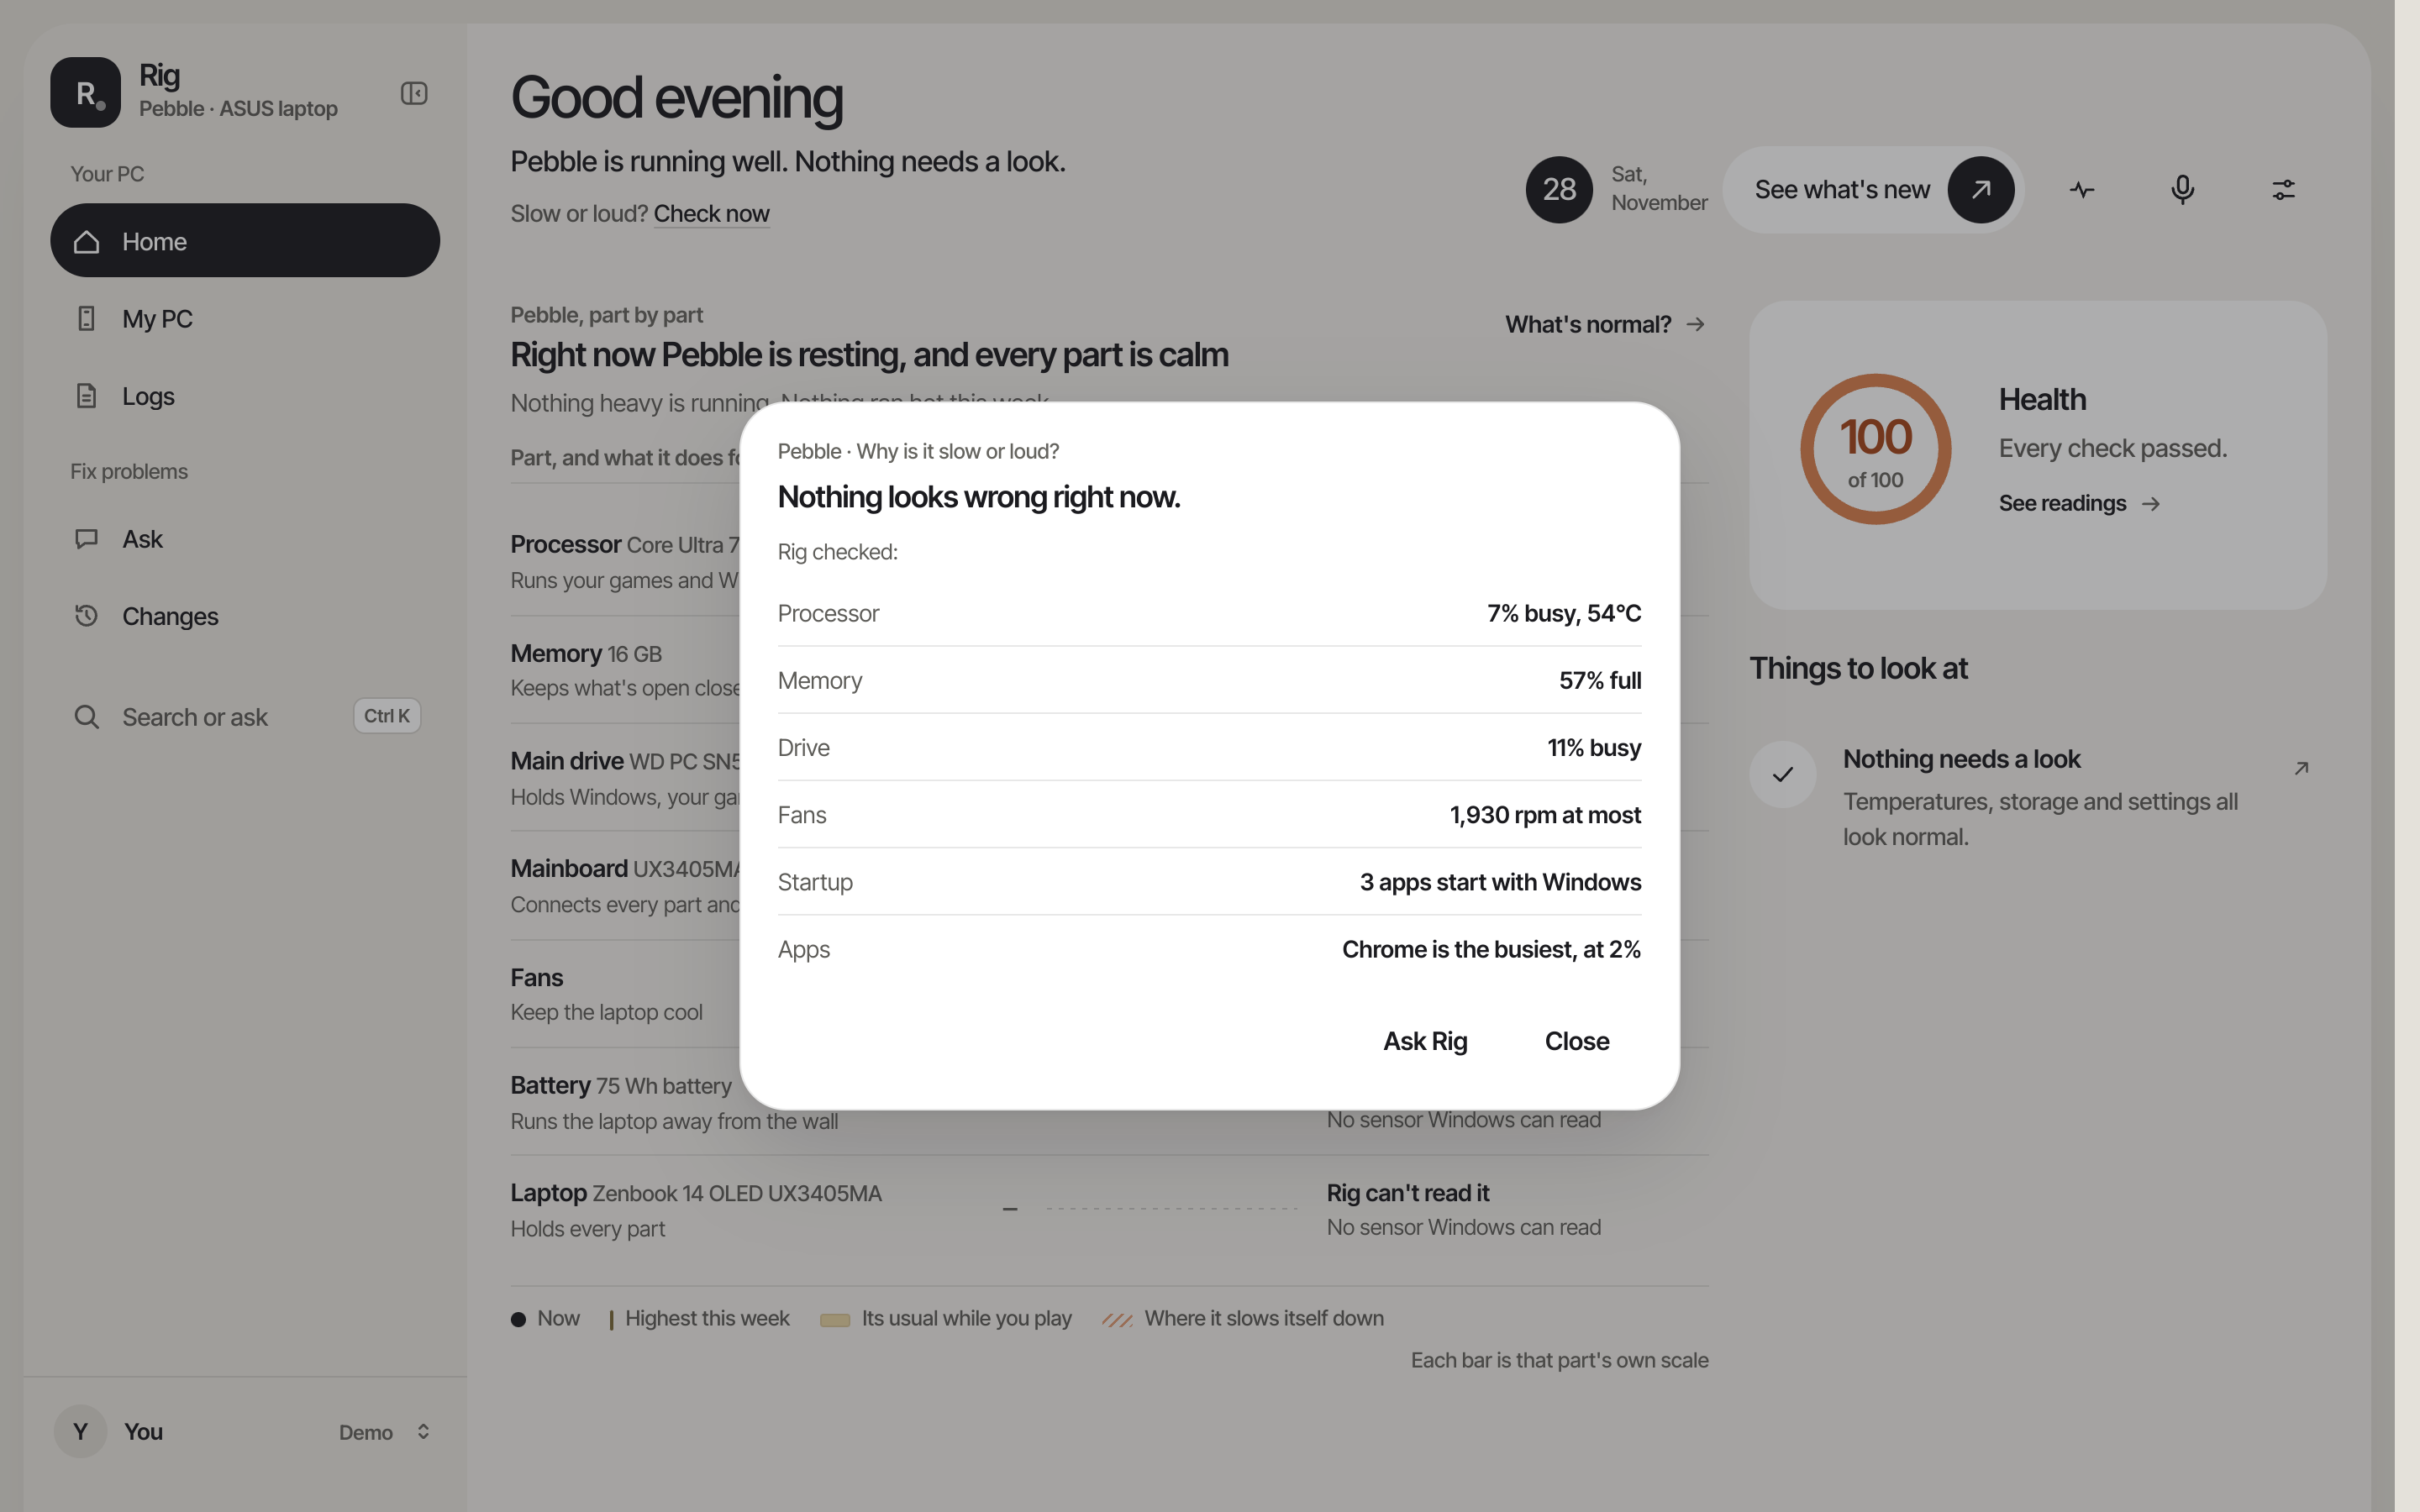 R.
Rig
Pebble · ASUS laptop
Your PC
Home
My PC
Logs
Fix problems
Ask
Changes
Search or ask
Ctrl K
Y
You
Demo
Good evening
Pebble is running well. Nothing needs a look.
Slow or loud? Check now
28
Sat,
November
See what's new
Pebble, part by part
Right now Pebble is resting, and every part is calm
What's normal?
Nothing heavy is running.
Part, and what it does
Processor Core Ultra 7
Runs your games and
Memory 16 GB
Keeps what's open
Main drive WD PC
Holds Windows, your
Mainboard
Connects every part
Fans
Keep the laptop cool
Battery 75 Wh battery
Runs the laptop away from the wall
No sensor Windows can read
Laptop Zenbook 14 OLED UX3405MA
Holds every part
–
Rig can't read it
No sensor Windows can read
Now
Highest this week
Its usual while you play
Where it slows itself down
Each bar is that part's own scale
Pebble · Why is it slow or loud?
Nothing looks wrong right now.
Rig checked:
Processor
7% busy, 54°C
Memory
57% full
Drive
11% busy
Fans
1,930 rpm at most
Startup
3 apps start with Windows
Apps
Chrome is the busiest, at 2%
Ask Rig
Close
100
of 100
Health
Every check passed.
See readings
Things to look at
Nothing needs a look
Temperatures, storage and settings all
look normal.